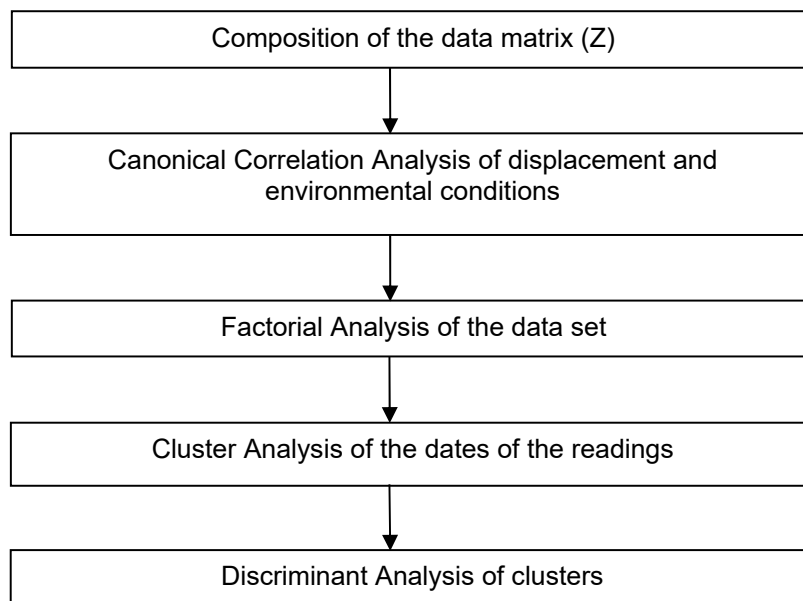 Composition of the data matrix (Z)
Canonical Correlation Analysis of displacement and
environmental conditions
Factorial Analysis of the data set
Cluster Analysis of the dates of the readings
Discriminant Analysis of clusters